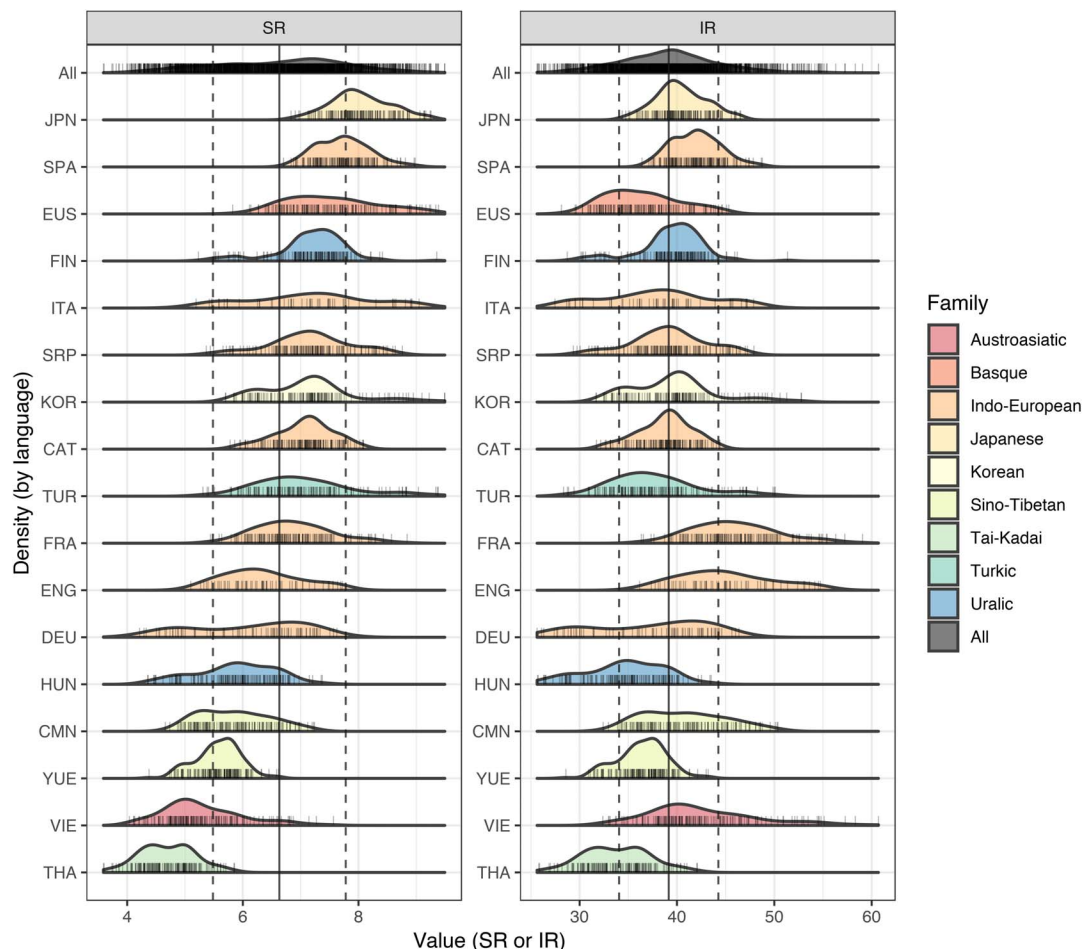 SR
IR
All
JPN
SPA
EUS
FIN
ITA
SRP
KOR
CAT
TUR
FRA
ENG
DEU
HUN
CMN
YUE
VIE
THA
All
JPN
SPA
EUS
FIN
ITA
SRP
KOR
CAT
TUR
FRA
ENG
DEU
HUN
CMN
YUE
VIE
THA
Density (by language)
4 6 8
30 40 50 60
Value (SR or IR)
Family
Austroasiatic
Basque
Indo-European
Japanese
Korean
Sino-Tibetan
Tai-Kadai
Turkic
Uralic
All